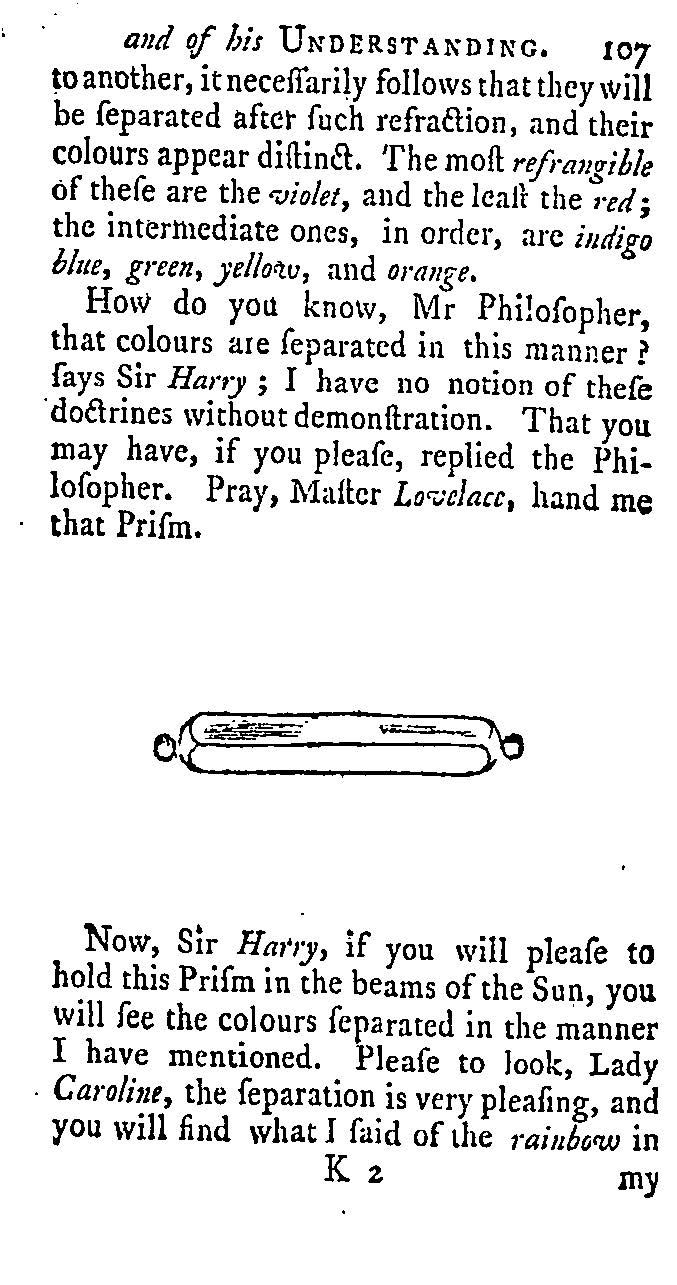 and of his UNDERSTANDING. 107
to another, it neceſſarily follows that they will
be ſeparated after ſuch refraction, and their
colours appear diſtinct. The moſt refrangible
of theſe are the violet, and the leaſt the red;
the intermediate ones, in order, are indigo
blue, green, yellow, and orange.
How do you know, Mr Philoſopher,
that colours are ſeparated in this manner?
ſays Sir Harry; I have no notion of theſe
doctrines without demonſtration. That you
may have, if you pleaſe, replied the Phi-
loſopher. Pray, Maſter Lovelace, hand me
that Priſm.
Now, Sir Harry, if you will pleaſe to
hold this Priſm in the beams of the Sun, you
will ſee the colours ſeparated in the manner
I have mentioned. Pleaſe to look, Lady
Caroline, the ſeparation is very pleaſing, and
you will find what I ſaid of the rainbow in
K 2 my